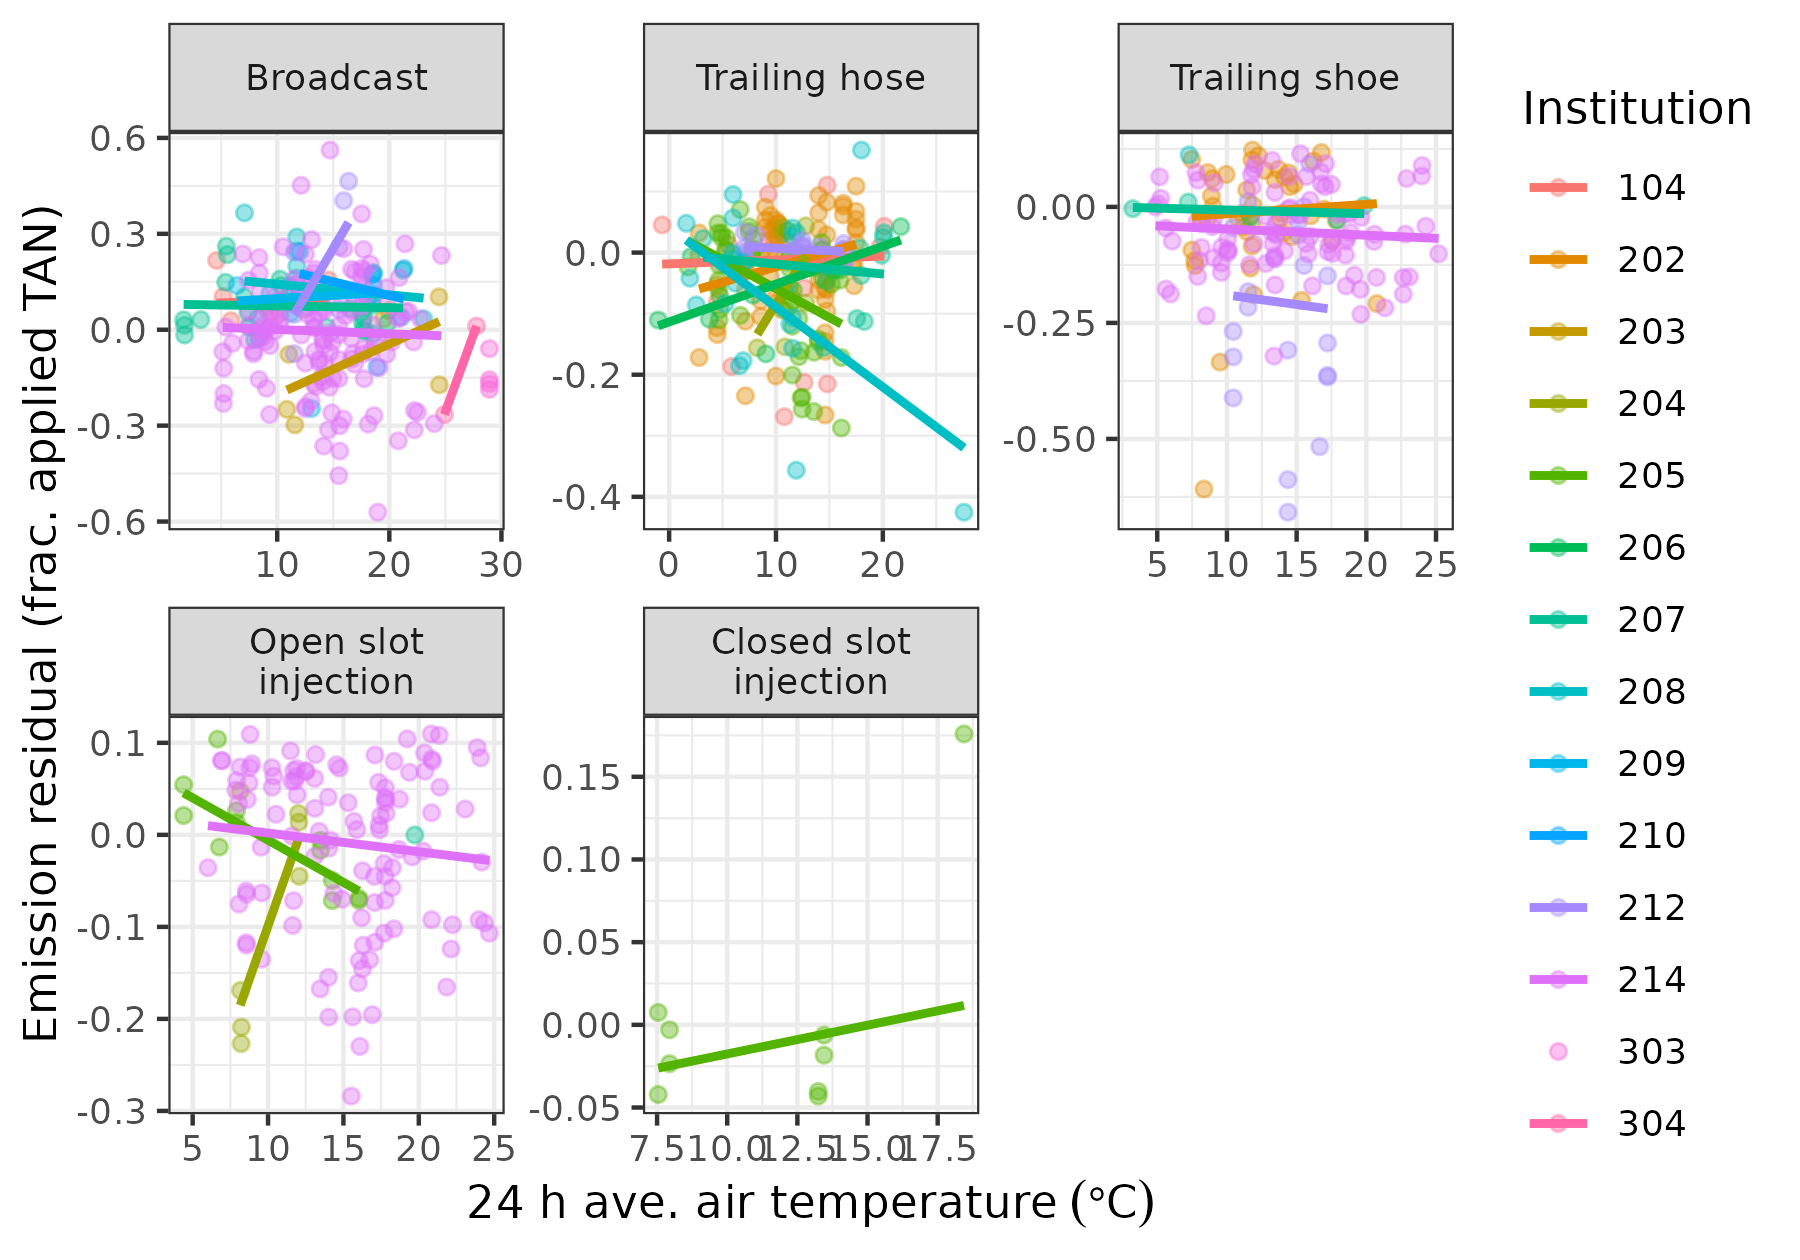 Broadcast
Trailing hose
Trailing shoe
Institution
104
202
203
204
205
206
207
208
209
210
212
214
303
304
Emission residual (frac. applied TAN)
0.6
0.3
0.0
-0.3
-0.6
10 20 30
0.0
-0.2
-0.4
0 10 20
0.00
-0.25
-0.50
5 10 15 20 25
Open slot
injection
0.1
0.0
-0.1
-0.2
-0.3
5 10 15 20 25
Closed slot
injection
0.15
0.10
0.05
0.00
-0.05
7.5 10.0 12.5 15.0 17.5
24 h ave. air temperature (°C)